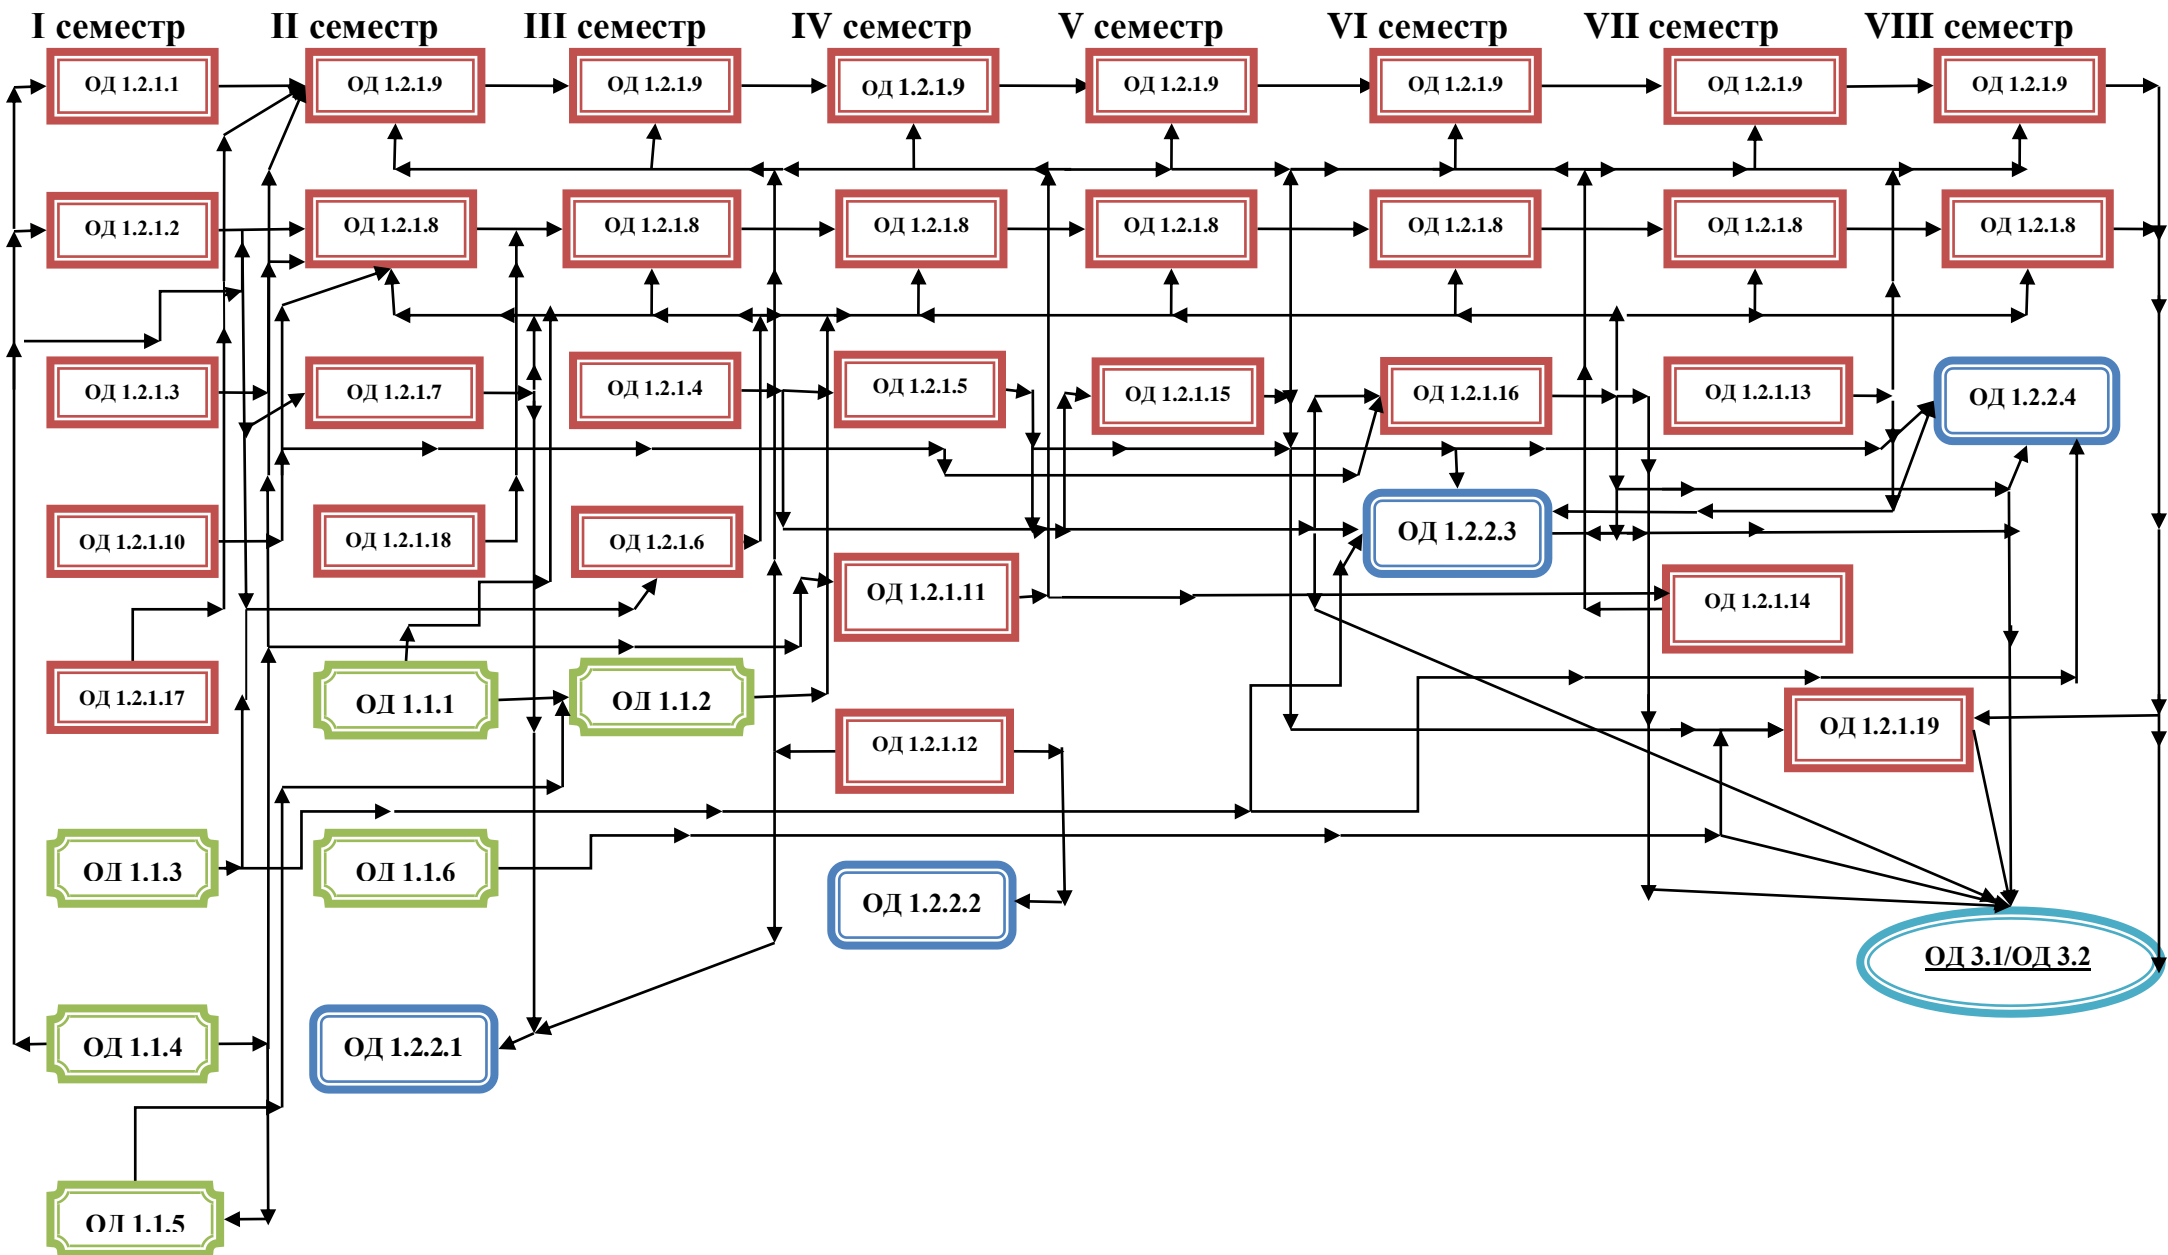 I семестр II семестр III семестр IV семестр V семестр VI семестр VII семестр VIII семестр
ОД 1.2.1.1 ОД 1.2.1.9 ОД 1.2.1.9 ОД 1.2.1.9 ОД 1.2.1.9 ОД 1.2.1.9 ОД 1.2.1.9 ОД 1.2.1.9
ОД 1.2.1.2 ОД 1.2.1.8 ОД 1.2.1.8 ОД 1.2.1.8 ОД 1.2.1.8 ОД 1.2.1.8 ОД 1.2.1.8 ОД 1.2.1.8
ОД 1.2.1.3 ОД 1.2.1.7 ОД 1.2.1.4 ОД 1.2.1.5 ОД 1.2.1.15 ОД 1.2.1.16 ОД 1.2.1.13 ОД 1.2.2.4
ОД 1.2.1.10 ОД 1.2.1.18 ОД 1.2.1.6 ОД 1.2.2.3
ОД 1.2.1.11 ОД 1.2.1.14
ОД 1.2.1.17 ОД 1.1.1 ОД 1.1.2 ОД 1.2.1.12 ОД 1.2.1.19
ОД 1.1.3 ОД 1.1.6 ОД 1.2.2.2
ОД 3.1/ОД 3.2
ОД 1.1.4 ОД 1.2.2.1
ОД 1.1.5